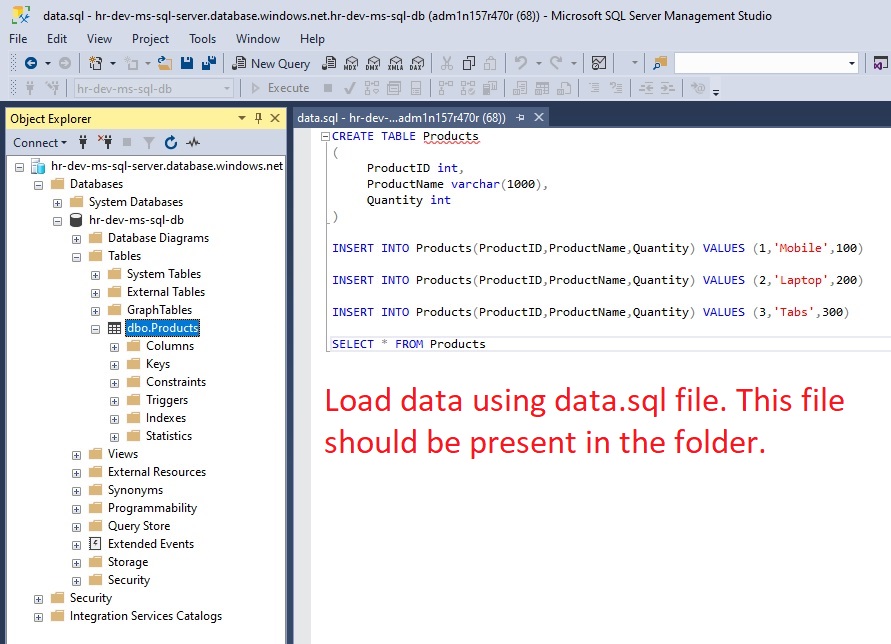 data.sql - hr-dev-ms-sql-server.database.windows.net.hr-dev-ms-sql-db (adm1n157r470r (68)) - Microsoft SQL Server Management Studio
File Edit View Project Tools Window Help
New Query MDX DMX XMLA DAX
hr-dev-ms-sql-db Execute
Object Explorer
Connect
hr-dev-ms-sql-server.database.windows.net
Databases
System Databases
hr-dev-ms-sql-db
Database Diagrams
Tables
System Tables
External Tables
GraphTables
dbo.Products
Columns
Keys
Constraints
Triggers
Indexes
Statistics
Views
External Resources
Synonyms
Programmability
Query Store
Extended Events
Storage
Security
Security
Integration Services Catalogs
data.sql - hr-dev-...adm1n157r470r (68))
CREATE TABLE Products
(
ProductID int,
ProductName varchar(1000),
Quantity int
)
INSERT INTO Products(ProductID,ProductName,Quantity) VALUES (1,'Mobile',100)
INSERT INTO Products(ProductID,ProductName,Quantity) VALUES (2,'Laptop',200)
INSERT INTO Products(ProductID,ProductName,Quantity) VALUES (3,'Tabs',300)
SELECT * FROM Products
Load data using data.sql file. This file
should be present in the folder.